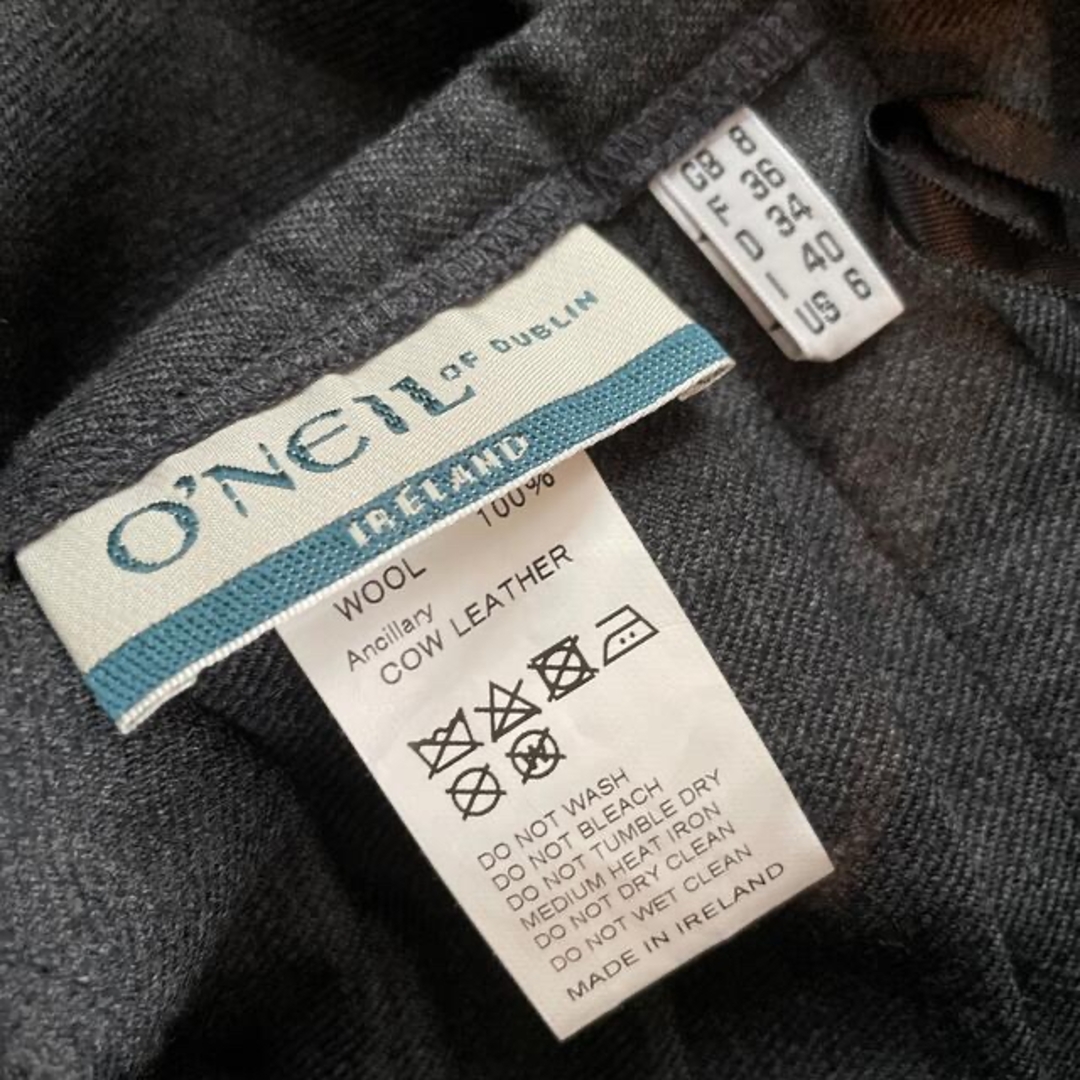 GB 8
F 36
D 34
I 40
US 6
O'NEIL OF DUBLIN
IRELAND
100%
WOOL
Ancillary
COW LEATHER
DO NOT WASH
DO NOT BLEACH
DO NOT TUMBLE DRY
MEDIUM HEAT IRON
DO NOT DRY CLEAN
DO NOT WET CLEAN
MADE IN IRELAND